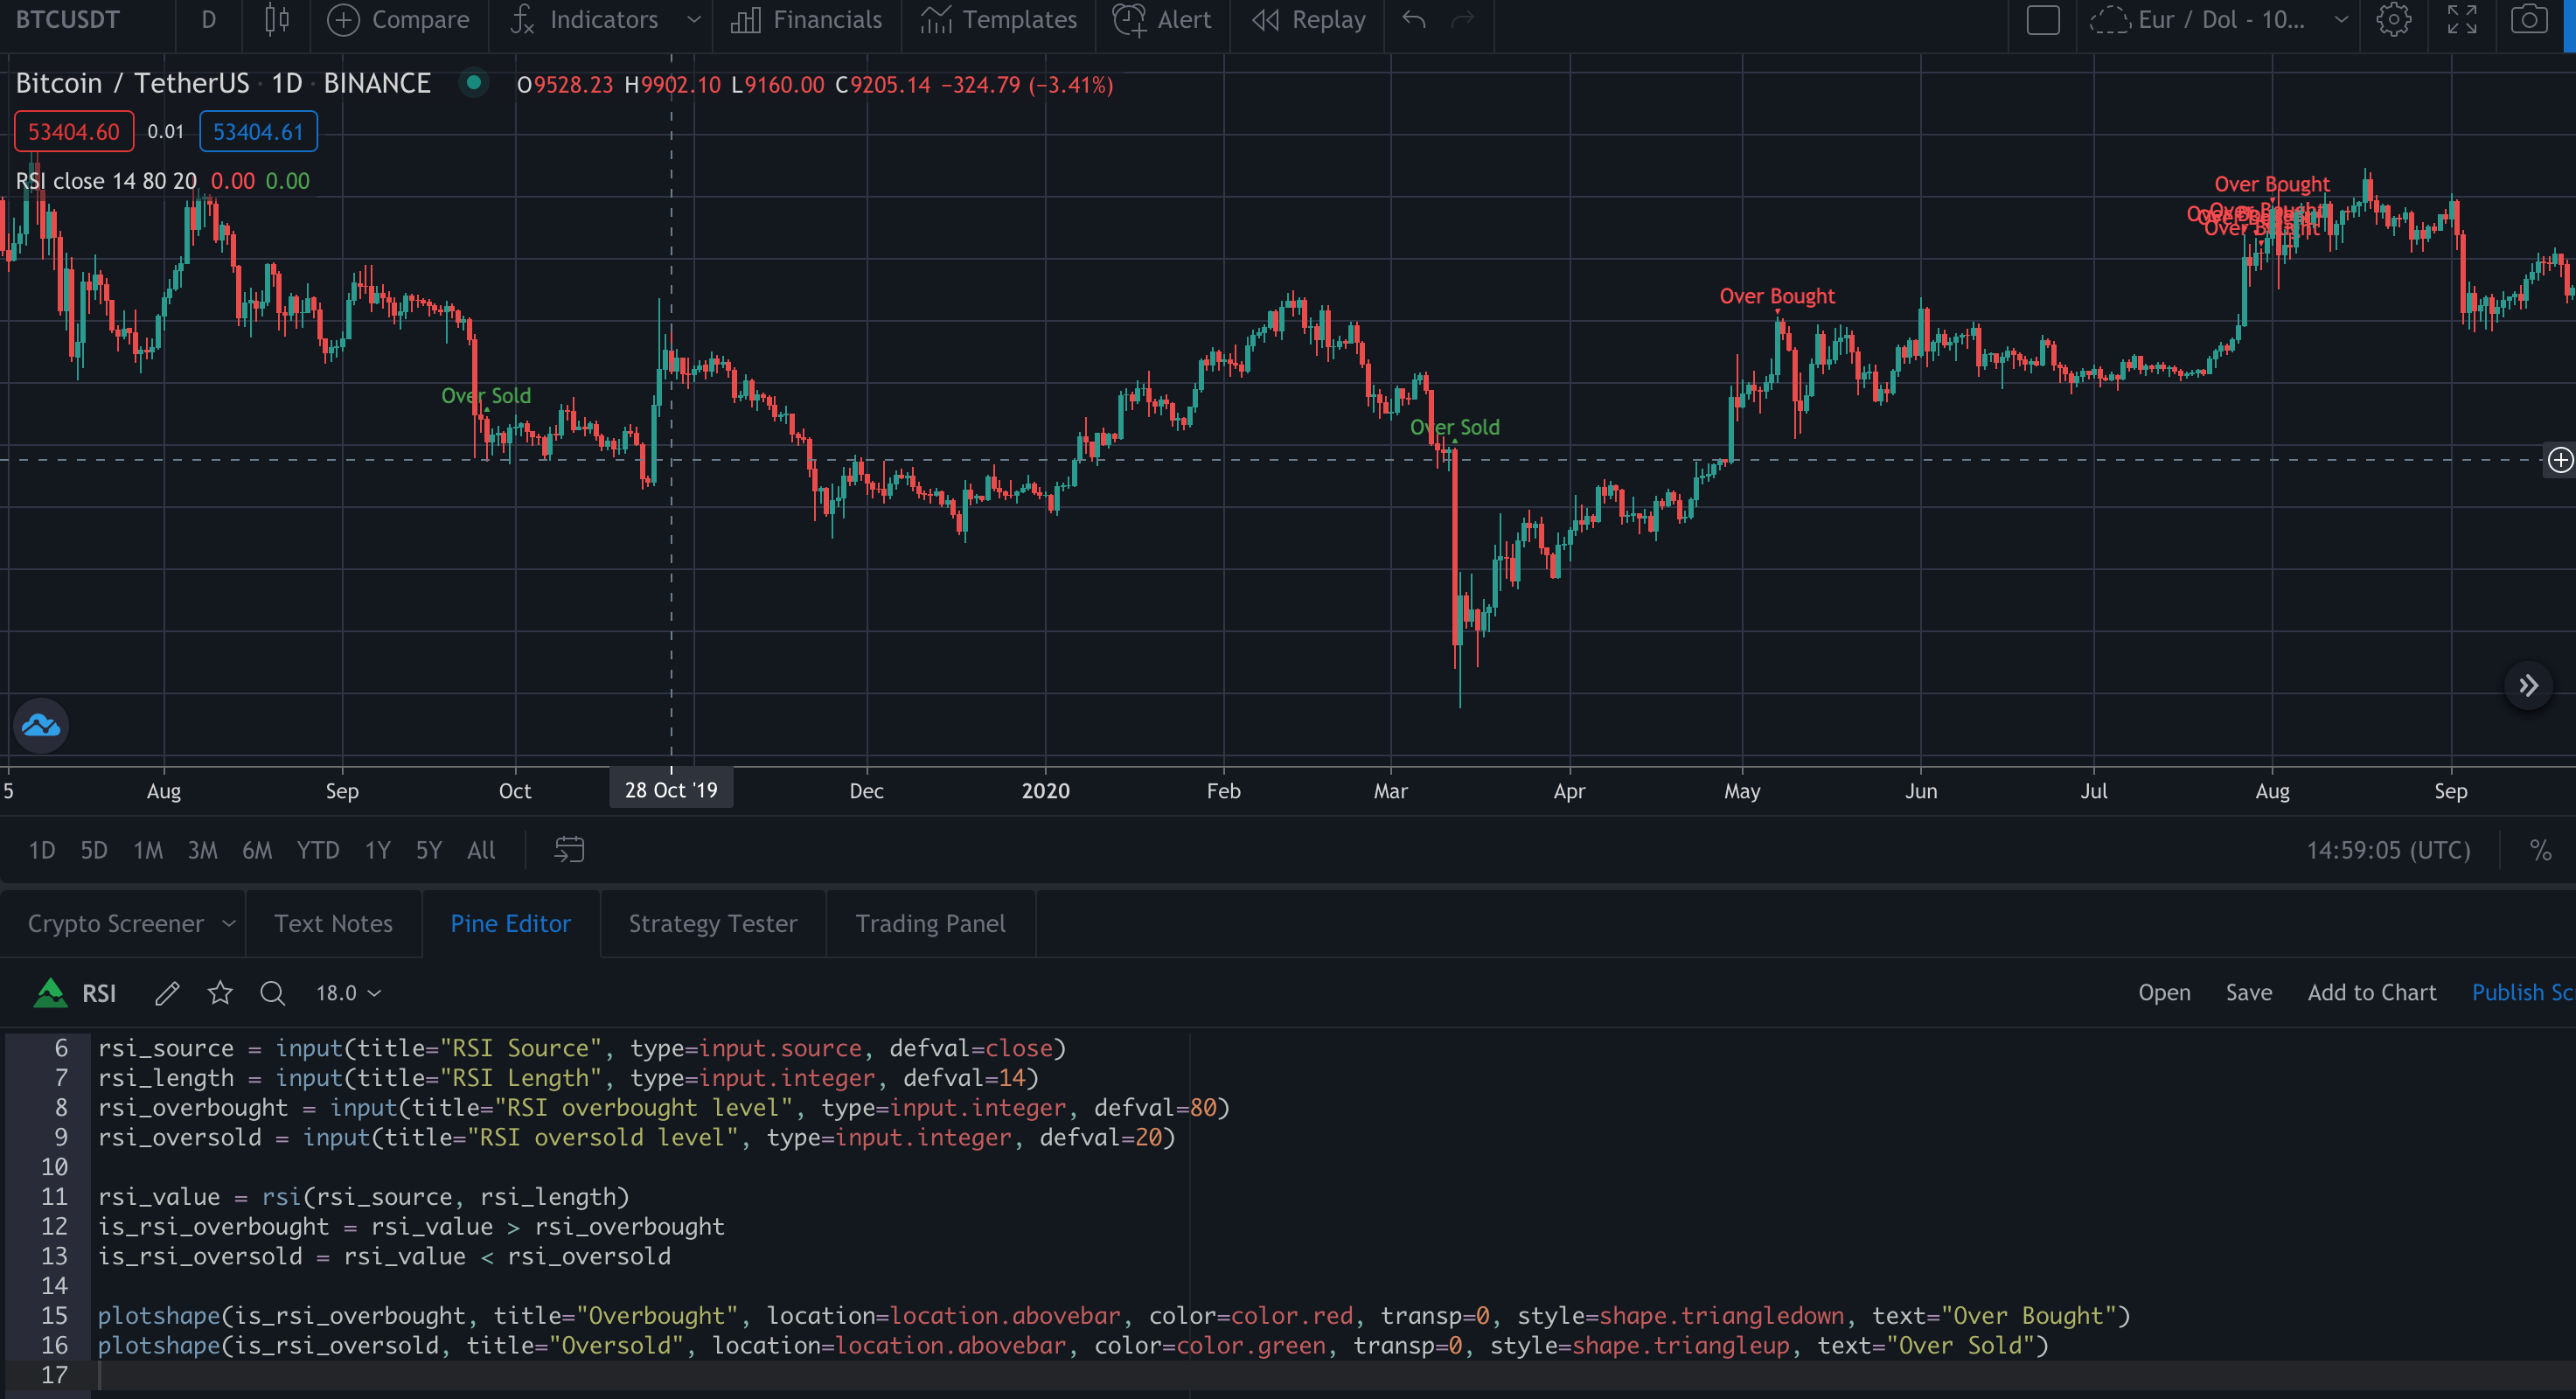 BTCUSDT D Compare Indicators Financials Templates Alert Replay Eur / Dol - 10...
Bitcoin / TetherUS · 1D · BINANCE O9528.23 H9902.10 L9160.00 C9205.14 −324.79 (−3.41%)
53404.60 0.01 53404.61
RSI close 14 80 20 0.00 0.00
Over Bought
Over Bought
Over Bought
Over Bought
Over Sold
Over Sold
5 Aug Sep Oct 28 Oct '19 Dec 2020 Feb Mar Apr May Jun Jul Aug Sep
1D 5D 1M 3M 6M YTD 1Y 5Y All 14:59:05 (UTC) %
Crypto Screener Text Notes Pine Editor Strategy Tester Trading Panel
RSI 18.0 Open Save Add to Chart Publish Sc
6 rsi_source = input(title="RSI Source", type=input.source, defval=close)
7 rsi_length = input(title="RSI Length", type=input.integer, defval=14)
8 rsi_overbought = input(title="RSI overbought level", type=input.integer, defval=80)
9 rsi_oversold = input(title="RSI oversold level", type=input.integer, defval=20)
10
11 rsi_value = rsi(rsi_source, rsi_length)
12 is_rsi_overbought = rsi_value > rsi_overbought
13 is_rsi_oversold = rsi_value < rsi_oversold
14
15 plotshape(is_rsi_overbought, title="Overbought", location=location.abovebar, color=color.red, transp=0, style=shape.triangledown, text="Over Bought")
16 plotshape(is_rsi_oversold, title="Oversold", location=location.abovebar, color=color.green, transp=0, style=shape.triangleup, text="Over Sold")
17